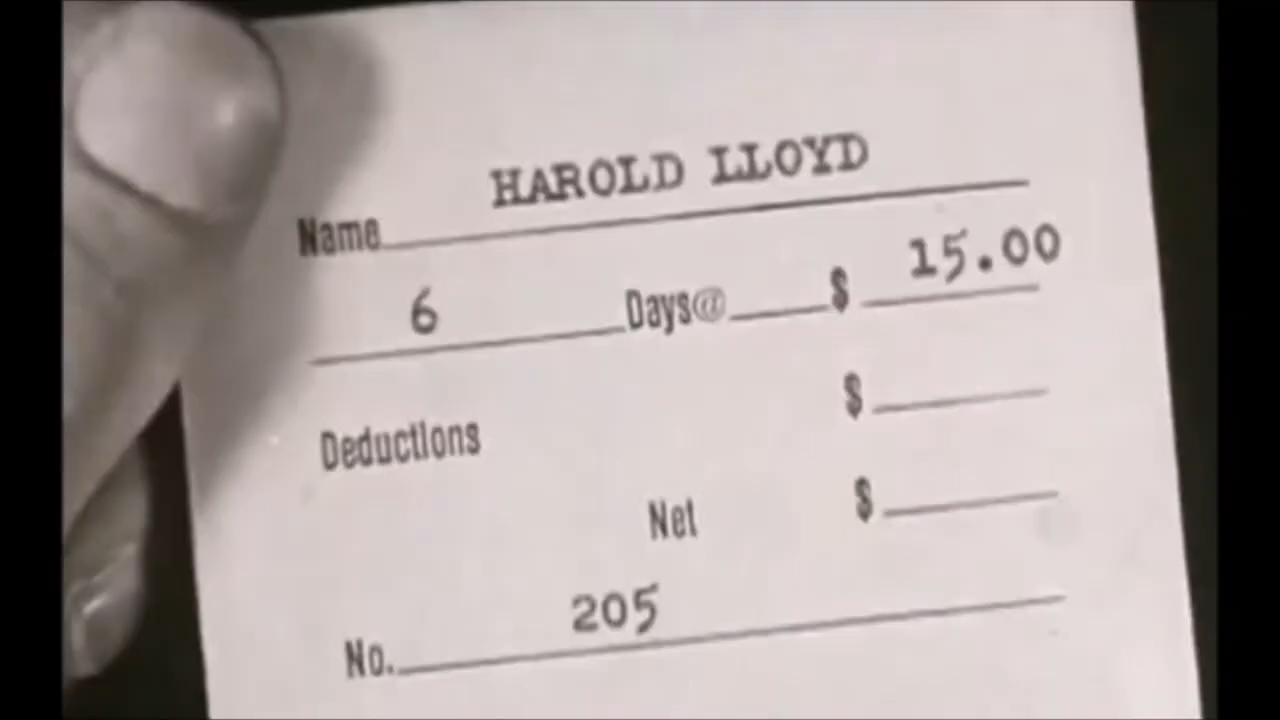 Name HAROLD LLOYD
6 Days@ $ 15.00
Deductions $
Net $
No. 205